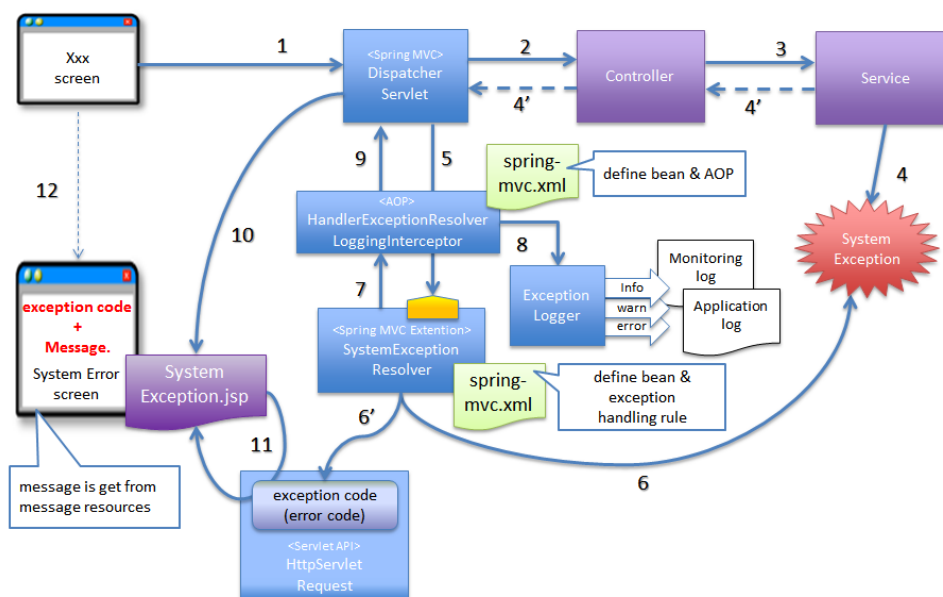 Xxx
screen
1
<Spring MVC>
Dispatcher
Servlet
2
4’
Controller
3
4’
Service
4
System
Exception
9
5
spring-
mvc.xml
define bean & AOP
12
10
<AOP>
HandlerExceptionResolver
LoggingInterceptor
8
Exception
Logger
Info
warn
error
Monitoring
log
Application
log
7
<Spring MVC Extention>
SystemException
Resolver
spring-
mvc.xml
define bean &
exception
handling rule
exception code
+
Message.
System Error
screen
System
Exception.jsp
6’
11
6
message is get from
message resources
exception code
(error code)
<Servlet API>
HttpServlet
Request